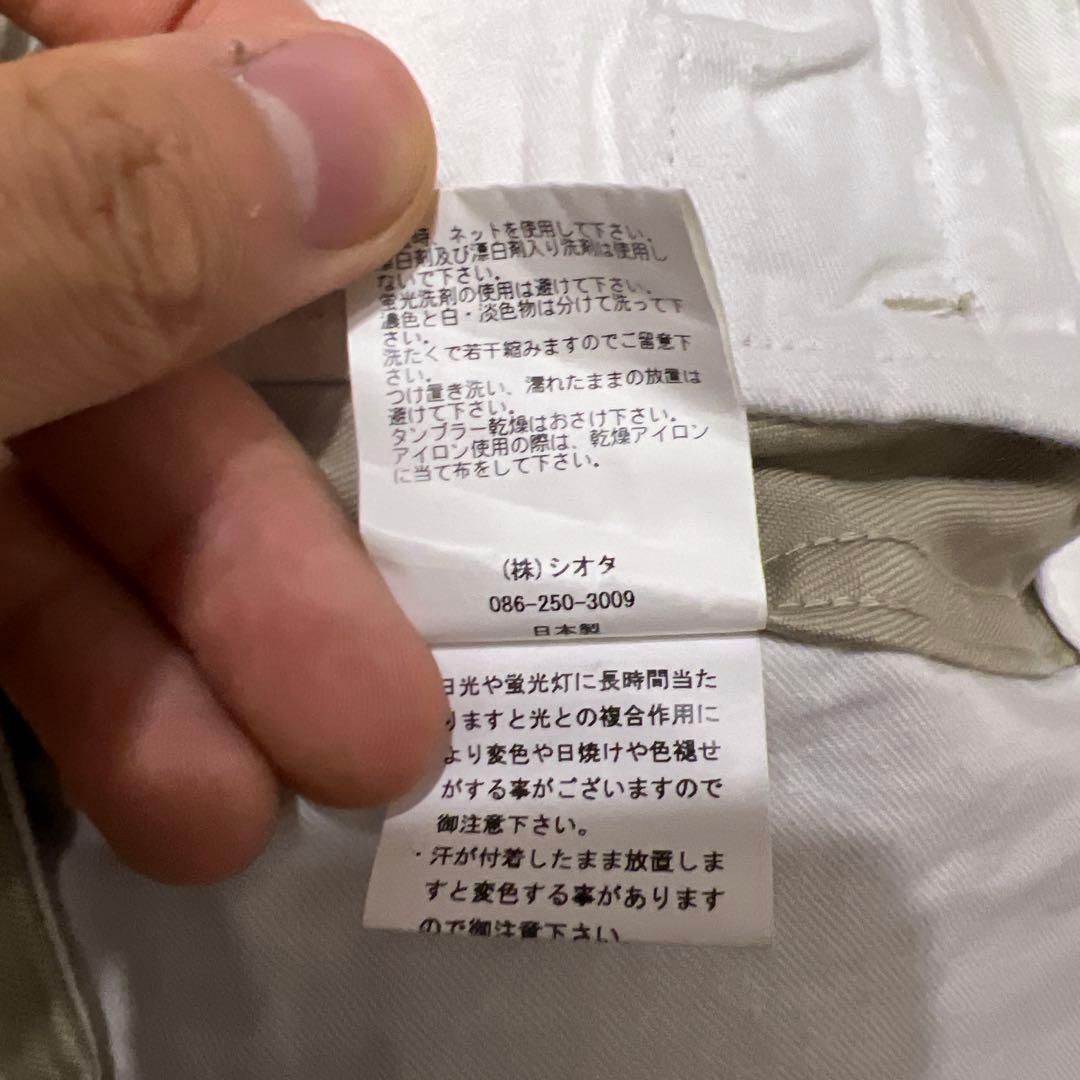 時、ネットを使用して下さい。
白剤及び漂白剤入り洗剤は使用し
ないで下さい。
蛍光洗剤の使用は避けて下さい。
濃色と白・淡色物は分けて洗って下
さい。
洗たくで若干縮みますのでご留意下
さい。
つけ置き洗い、濡れたままの放置は
避けて下さい。
タンブラー乾燥はおさけ下さい。
アイロン使用の際は、乾燥アイロン
に当て布をして下さい。
(株)シオタ
086-250-3009
日本製
日光や蛍光灯に長時間当た
りますと光との複合作用に
より変色や日焼けや色褪せ
がする事がございますので
御注意下さい。
・汗が付着したまま放置しま
すと変色する事があります
ので御注意下さい